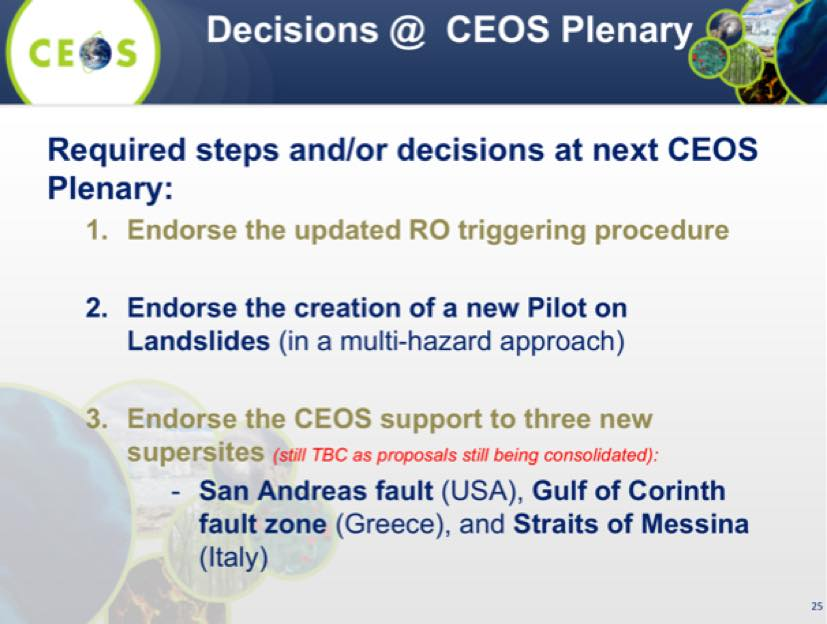 Decisions @ CEOS Plenary
CEOS
Required steps and/or decisions at next CEOS
Plenary:
1. Endorse the updated RO triggering procedure
2. Endorse the creation of a new Pilot on
Landslides (in a multi-hazard approach)
3. Endorse the CEOS support to three new
supersites (still TBC as proposals still being consolidated):
- San Andreas fault (USA), Gulf of Corinth
fault zone (Greece), and Straits of Messina
(Italy)
25